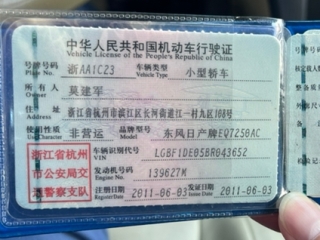 中华人民共和国机动车行驶证
Vehicle License of the People's Republic of China
号牌号码 浙AA1C23 车辆类型 小型轿车
Plate No. Vehicle Type
所有人 莫建军
Owner
住址 浙江省杭州市滨江区长河街道江一村九区108号
Address
使用性质 非营运 品牌型号 东风日产牌EQ7250AC
Use Character Model
浙江省杭州 车辆识别代号 LGBF1DE05BR043652
VIN
市公安局交 发动机号码 139627M
Engine No.
通警察支队 注册日期 2011-06-03 发证日期 2011-06-03
Register Date Issue Date